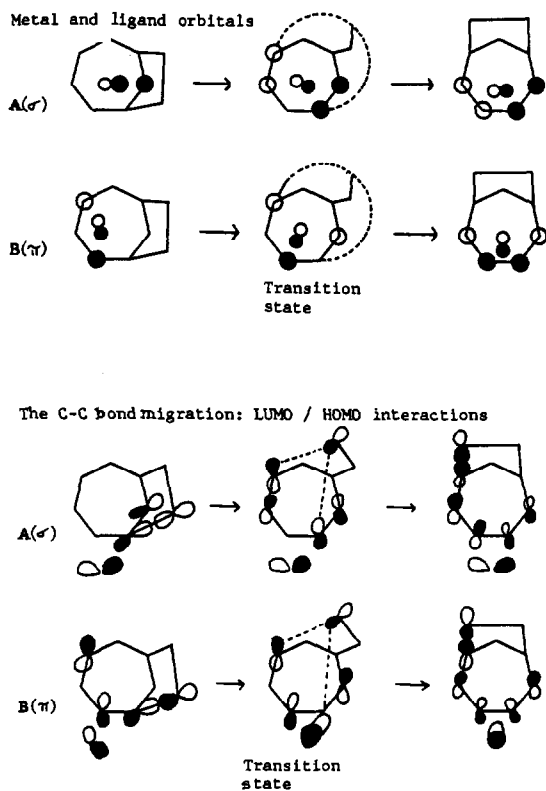 Metal and ligand orbitals
A(σ)
B(π)
Transition
state
The C-C bond migration: LUMO / HOMO interactions
A(σ)
B(π)
Transition
state